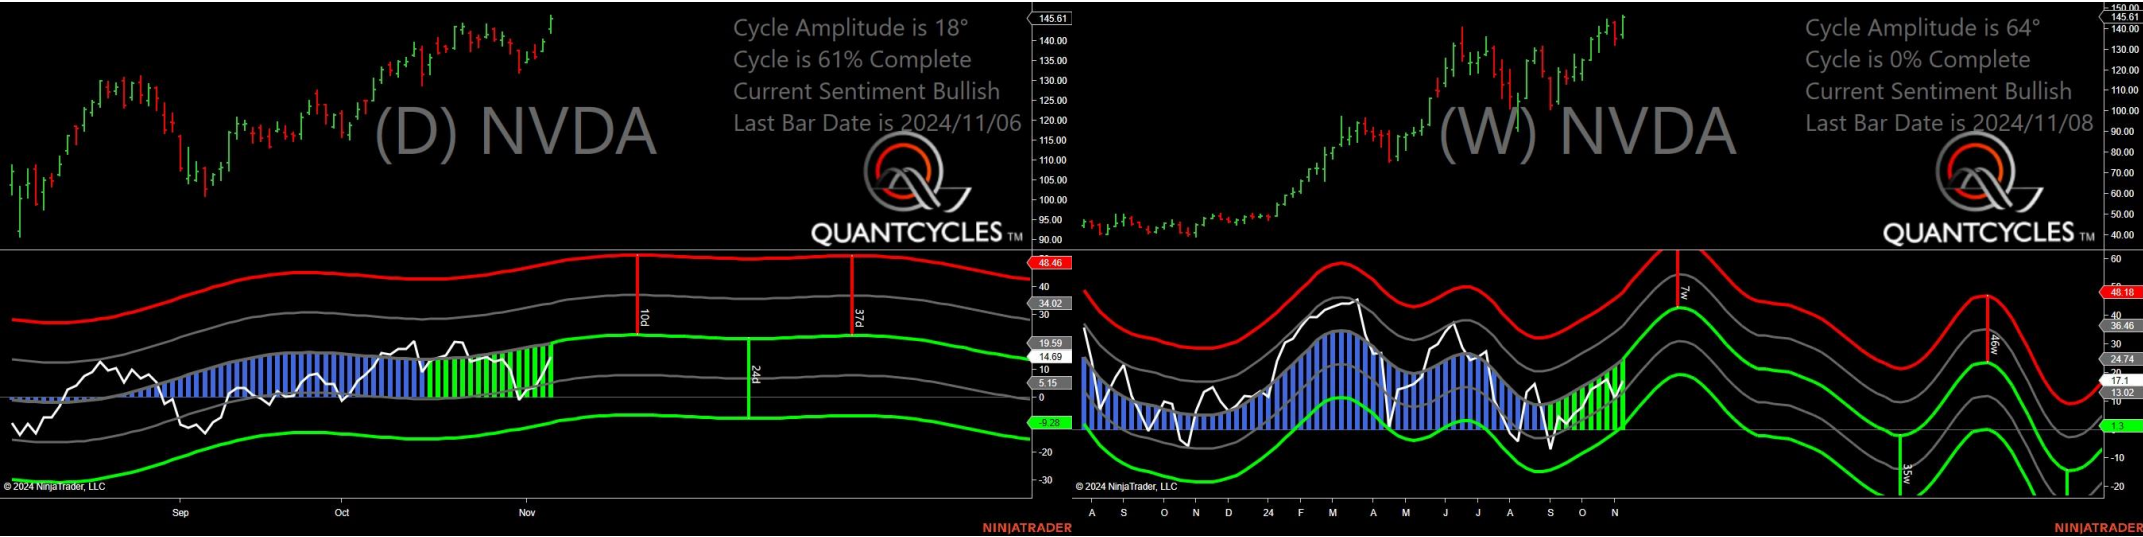 Cycle Amplitude is 18°
Cycle is 61% Complete
Current Sentiment Bullish
Last Bar Date is 2024/11/06
(D) NVDA
QUANTCYCLES TM
145.61
140.00
135.00
130.00
125.00
120.00
115.00
110.00
105.00
100.00
95.00
90.00
48.46
40
34.02
30
19.59
14.69
10
5.15
0
-9.28
-20
-30
10d
24d
37d
© 2024 NinjaTrader, LLC
Sep Oct Nov
NINJATRADER
Cycle Amplitude is 64°
Cycle is 0% Complete
Current Sentiment Bullish
Last Bar Date is 2024/11/08
(W) NVDA
QUANTCYCLES TM
150.00
145.61
140.00
130.00
120.00
110.00
100.00
90.00
80.00
70.00
60.00
50.00
40.00
60
48.18
40
36.46
30
24.74
17.1
13.02
10
1.3
-10
-20
7w
35w
46w
© 2024 NinjaTrader, LLC
A S O N D 24 F M A M J J A S O N
NINJATRADER